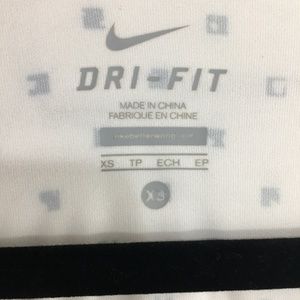 DRI-FIT
MADE IN CHINA
FABRIQUÉ EN CHINE
XS TP ECH EP
XS